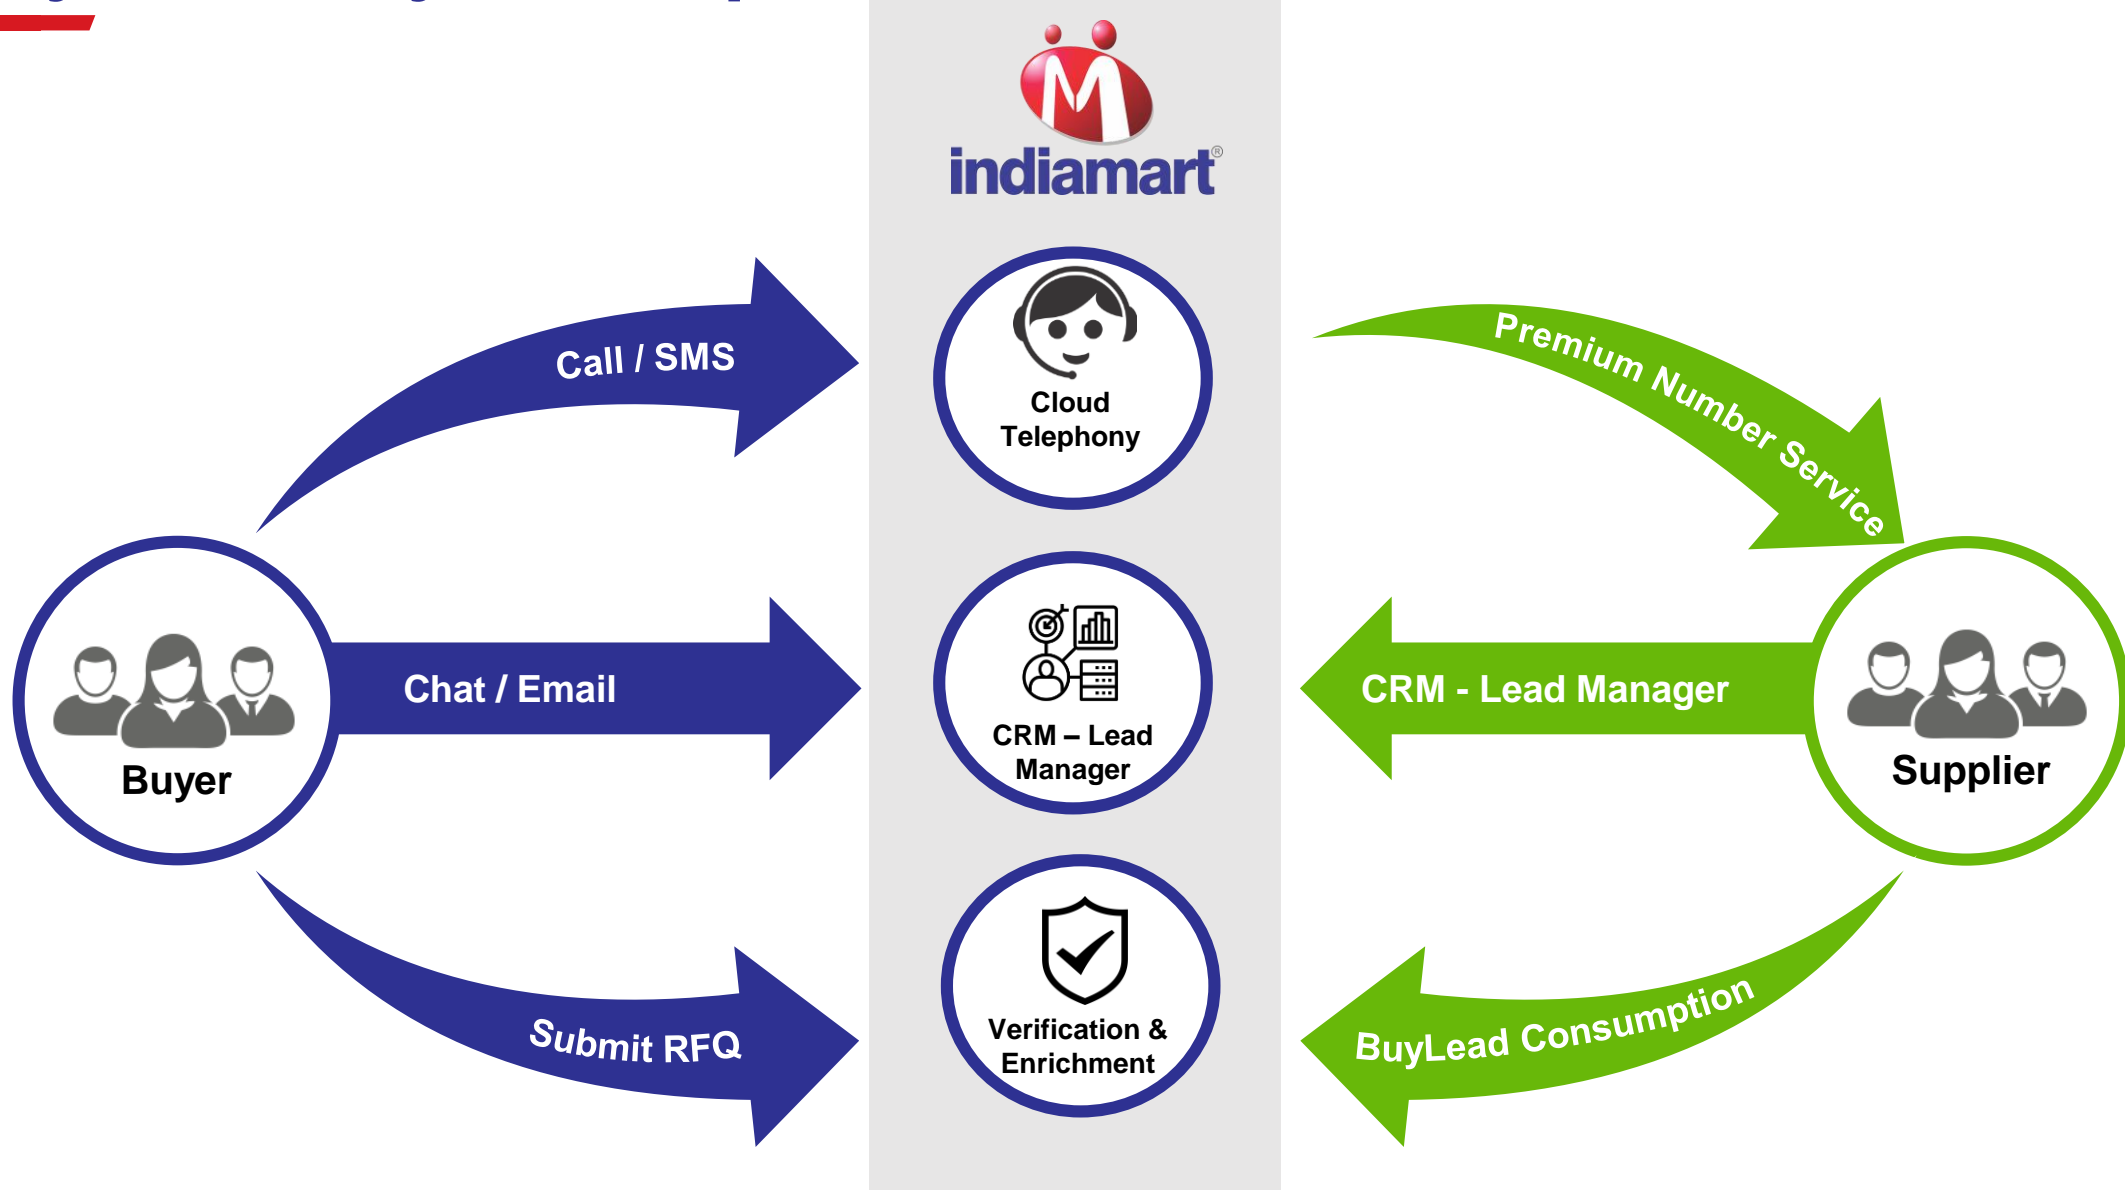 indiamart®
Call / SMS
Cloud
Telephony
Premium Number Service
Chat / Email
CRM – Lead
Manager
CRM - Lead Manager
Buyer
Supplier
Submit RFQ
Verification &
Enrichment
BuyLead Consumption